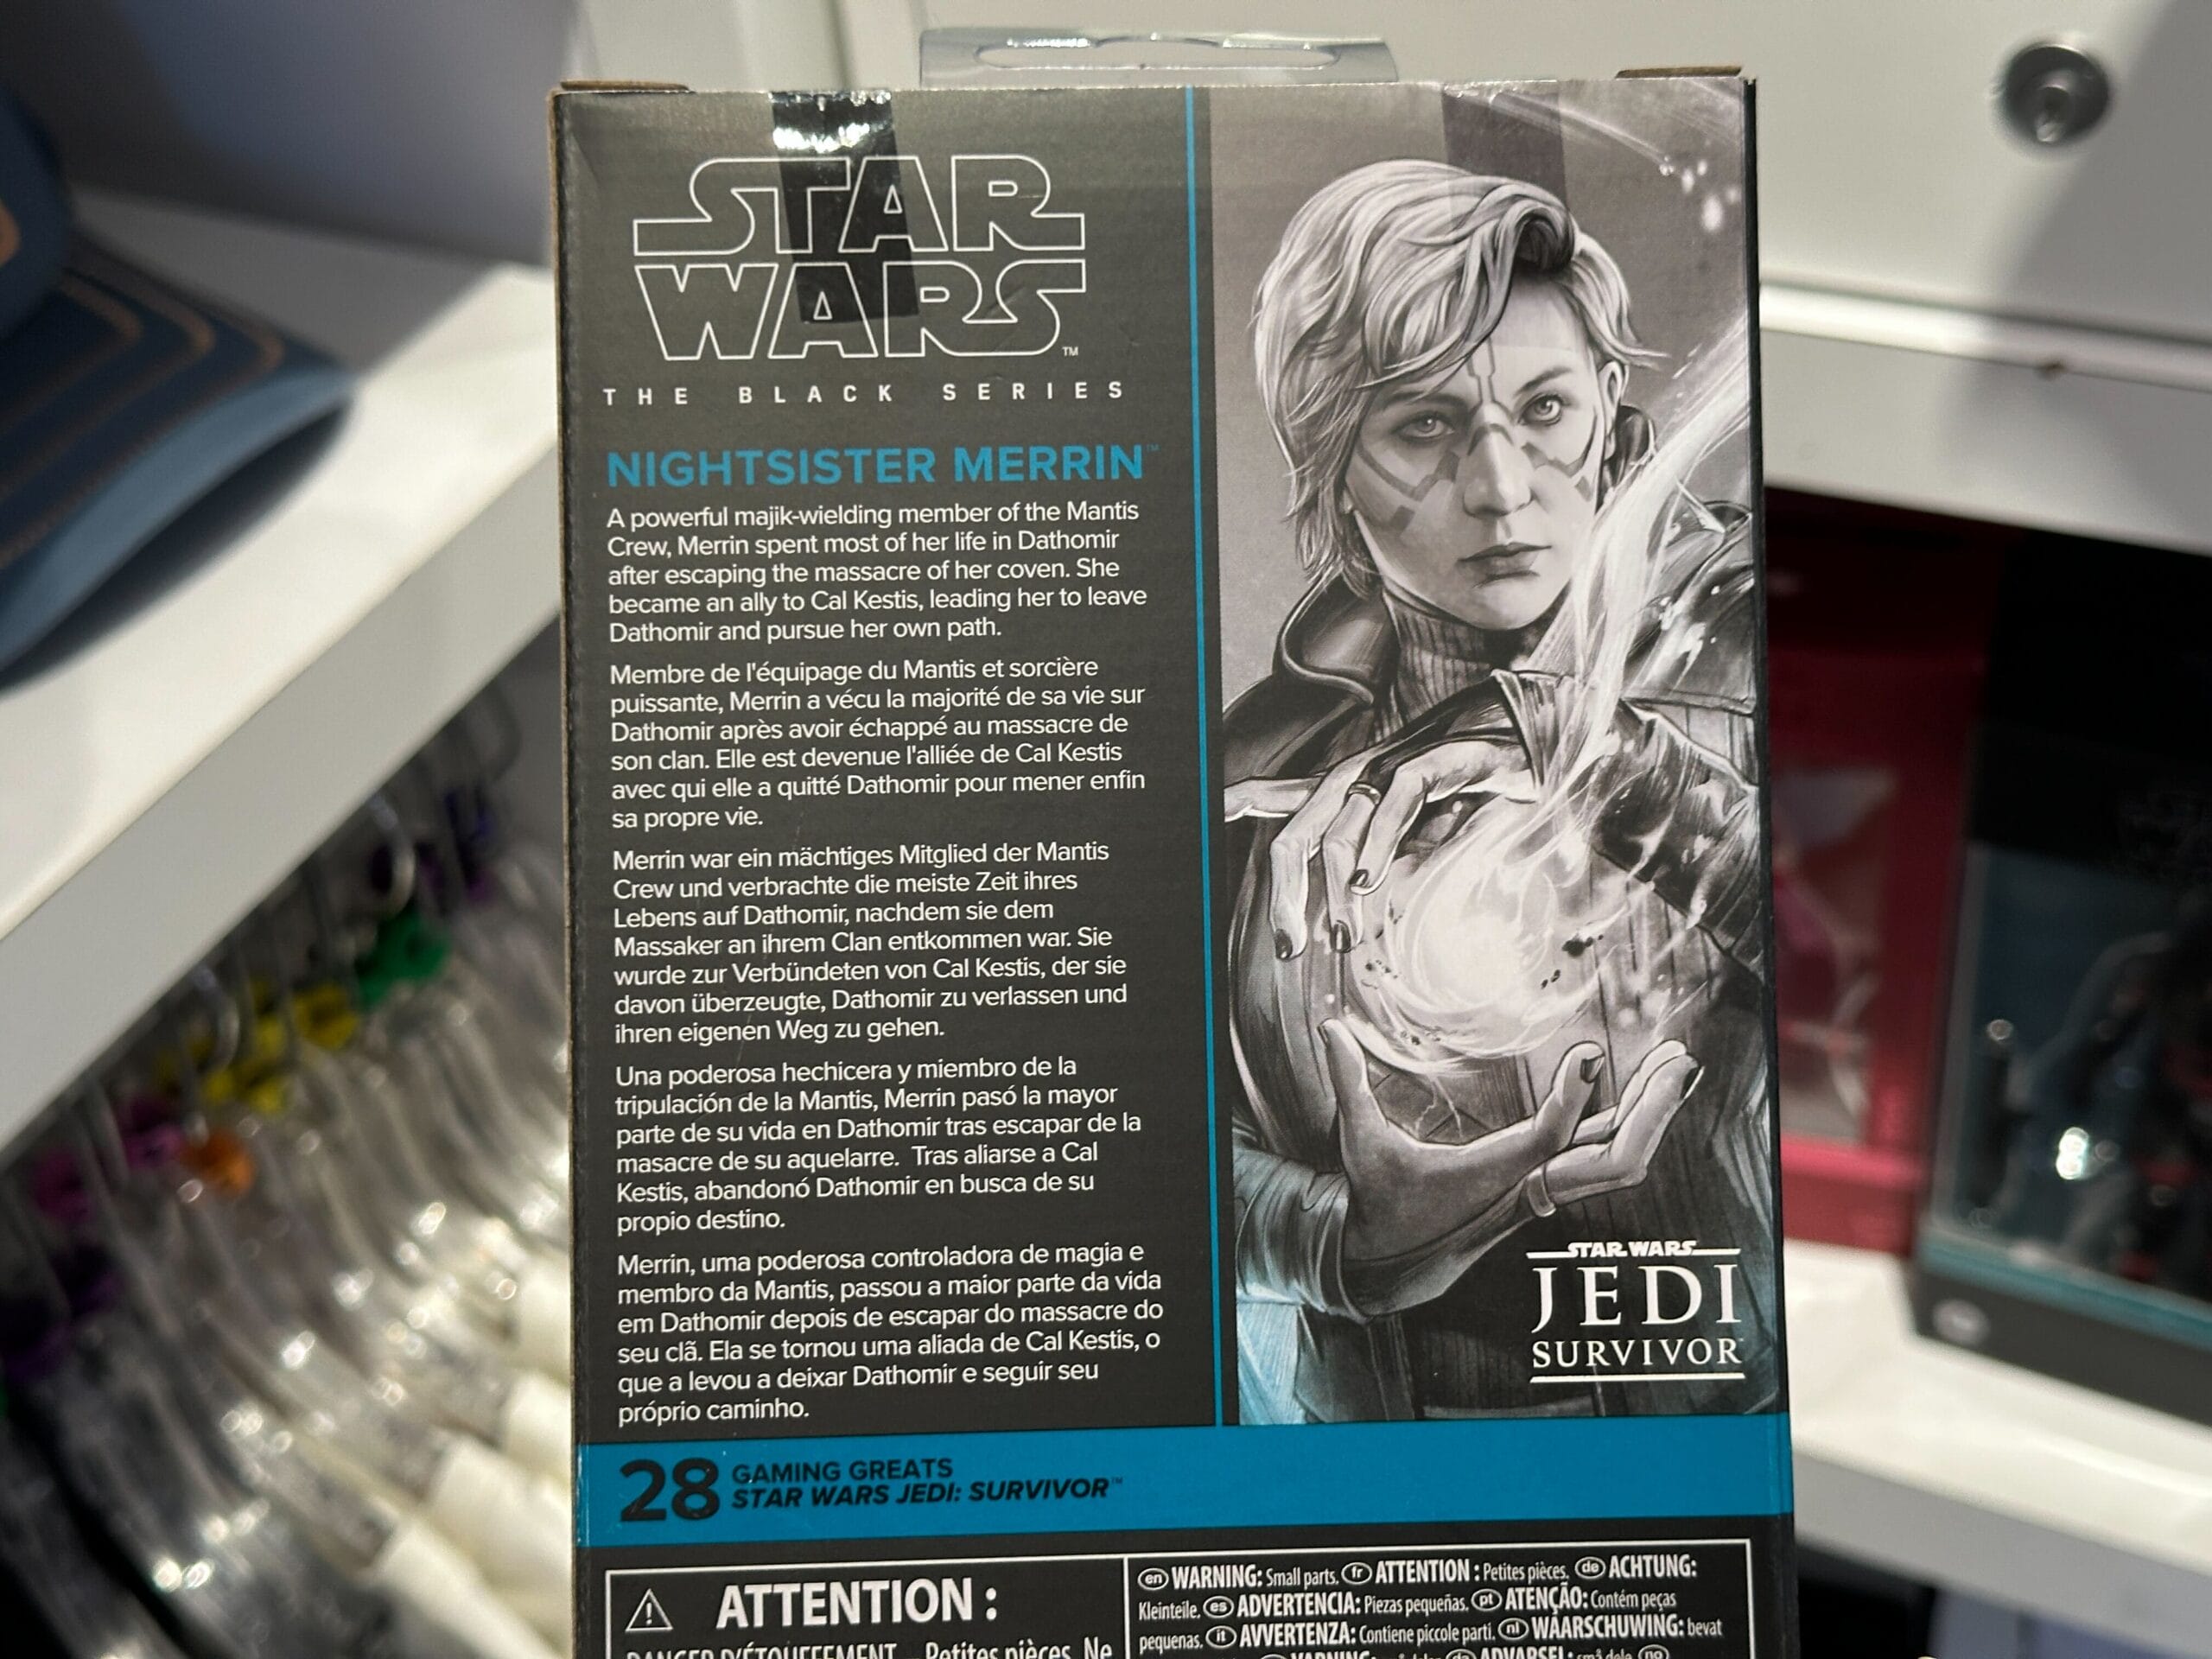 STAR
WARS™
THE BLACK SERIES
NIGHTSISTER MERRIN™
A powerful majik-wielding member of the Mantis
Crew, Merrin spent most of her life in Dathomir
after escaping the massacre of her coven. She
became an ally to Cal Kestis, leading her to leave
Dathomir and pursue her own path.
Membre de l'équipage du Mantis et sorcière
puissante, Merrin a vécu la majorité de sa vie sur
Dathomir après avoir échappé au massacre de
son clan. Elle est devenue l'alliée de Cal Kestis
avec qui elle a quitté Dathomir pour mener enfin
sa propre vie.
Merrin war ein mächtiges Mitglied der Mantis
Crew und verbrachte die meiste Zeit ihres
Lebens auf Dathomir, nachdem sie dem
Massaker an ihrem Clan entkommen war. Sie
wurde zur Verbündeten von Cal Kestis, der sie
davon überzeugte, Dathomir zu verlassen und
ihren eigenen Weg zu gehen.
Una poderosa hechicera y miembro de la
tripulación de la Mantis, Merrin pasó la mayor
parte de su vida en Dathomir tras escapar de la
masacre de su aquelarre. Tras aliarse a Cal
Kestis, abandonó Dathomir en busca de su
propio destino.
Merrin, uma poderosa controladora de magia e
membro da Mantis, passou a maior parte da vida
em Dathomir depois de escapar do massacre do
seu clã. Ela se tornou uma aliada de Cal Kestis, o
que a levou a deixar Dathomir e seguir seu
próprio caminho.
STAR WARS
JEDI
SURVIVOR
28 GAMING GREATS
STAR WARS JEDI: SURVIVOR™
ATTENTION :
DANGER D'ÉTOUFFEMENT Petites pièces. Ne
en WARNING: Small parts. fr ATTENTION : Petites pièces. de ACHTUNG:
Kleinteile. es ADVERTENCIA: Piezas pequeñas. pt ATENÇÃO: Contém peças
pequenas. it AVVERTENZA: Contiene piccole parti. nl WAARSCHUWING: bevat
ADVARSEL: